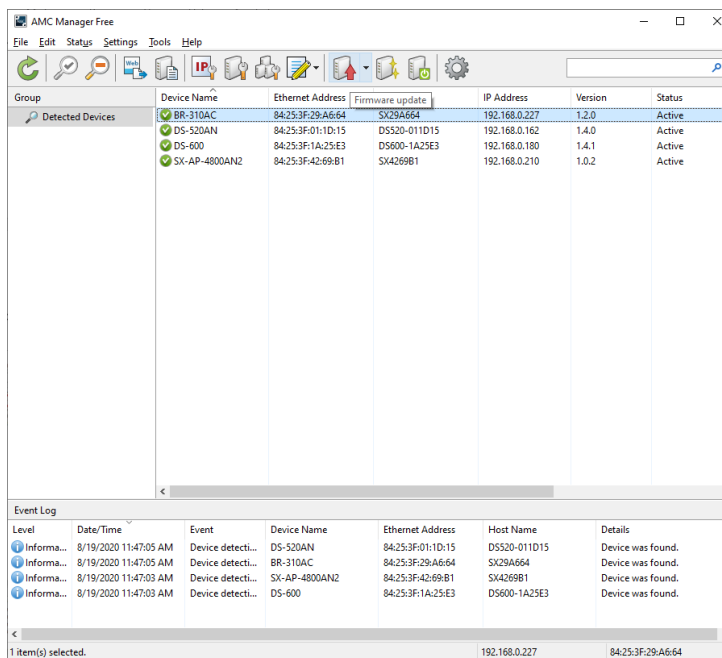 AMC Manager Free
File Edit Status Settings Tools Help
Web IP
Group Device Name Ethernet Address IP Address Version Status
Firmware update
Detected Devices
BR-310AC 84:25:3F:29:A6:64 SX29A664 192.168.0.227 1.2.0 Active
DS-520AN 84:25:3F:01:1D:15 DS520-011D15 192.168.0.162 1.4.0 Active
DS-600 84:25:3F:1A:25:E3 DS600-1A25E3 192.168.0.180 1.4.1 Active
SX-AP-4800AN2 84:25:3F:42:69:B1 SX4269B1 192.168.0.210 1.0.2 Active
Event Log
Level Date/Time Event Device Name Ethernet Address Host Name Details
Informa... 8/19/2020 11:47:05 AM Device detecti... DS-520AN 84:25:3F:01:1D:15 DS520-011D15 Device was found.
Informa... 8/19/2020 11:47:05 AM Device detecti... BR-310AC 84:25:3F:29:A6:64 SX29A664 Device was found.
Informa... 8/19/2020 11:47:03 AM Device detecti... SX-AP-4800AN2 84:25:3F:42:69:B1 SX4269B1 Device was found.
Informa... 8/19/2020 11:47:03 AM Device detecti... DS-600 84:25:3F:1A:25:E3 DS600-1A25E3 Device was found.
1 item(s) selected. 192.168.0.227 84:25:3F:29:A6:64